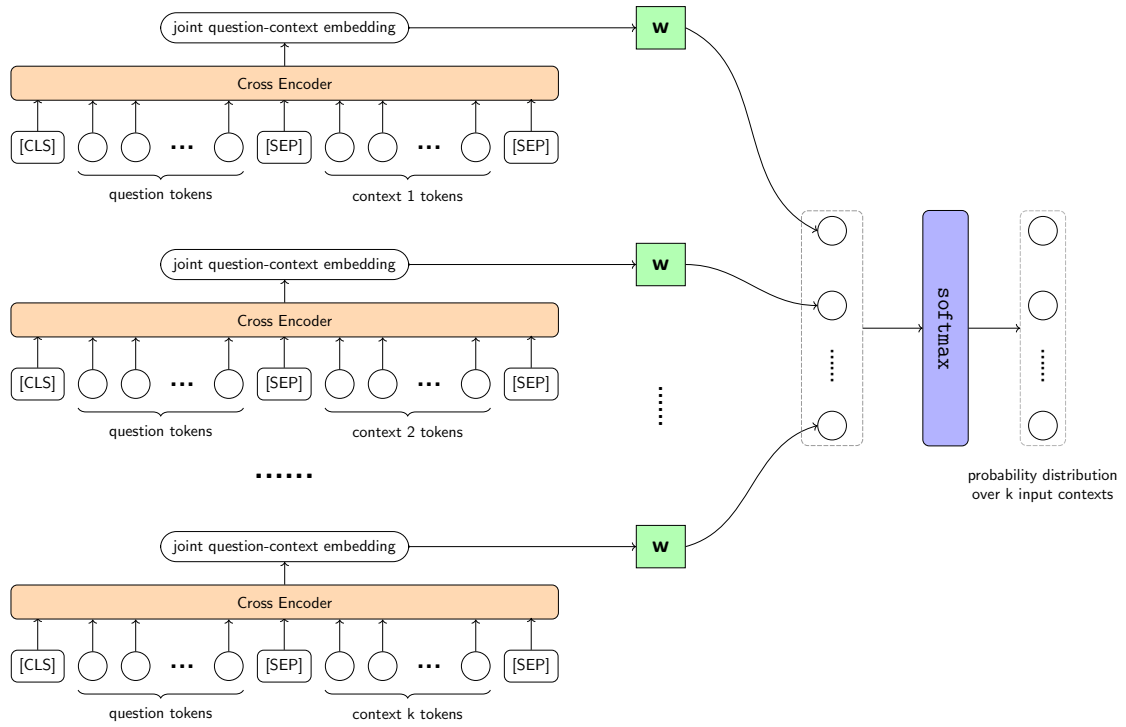 joint question-context embedding
w
Cross Encoder
[CLS] ... [SEP] ... [SEP]
question tokens
context 1 tokens
joint question-context embedding
w
Cross Encoder
[CLS] ... [SEP] ... [SEP]
question tokens
context 2 tokens
......
......
joint question-context embedding
w
Cross Encoder
[CLS] ... [SEP] ... [SEP]
question tokens
context k tokens
......
softmax
......
probability distribution
over k input contexts